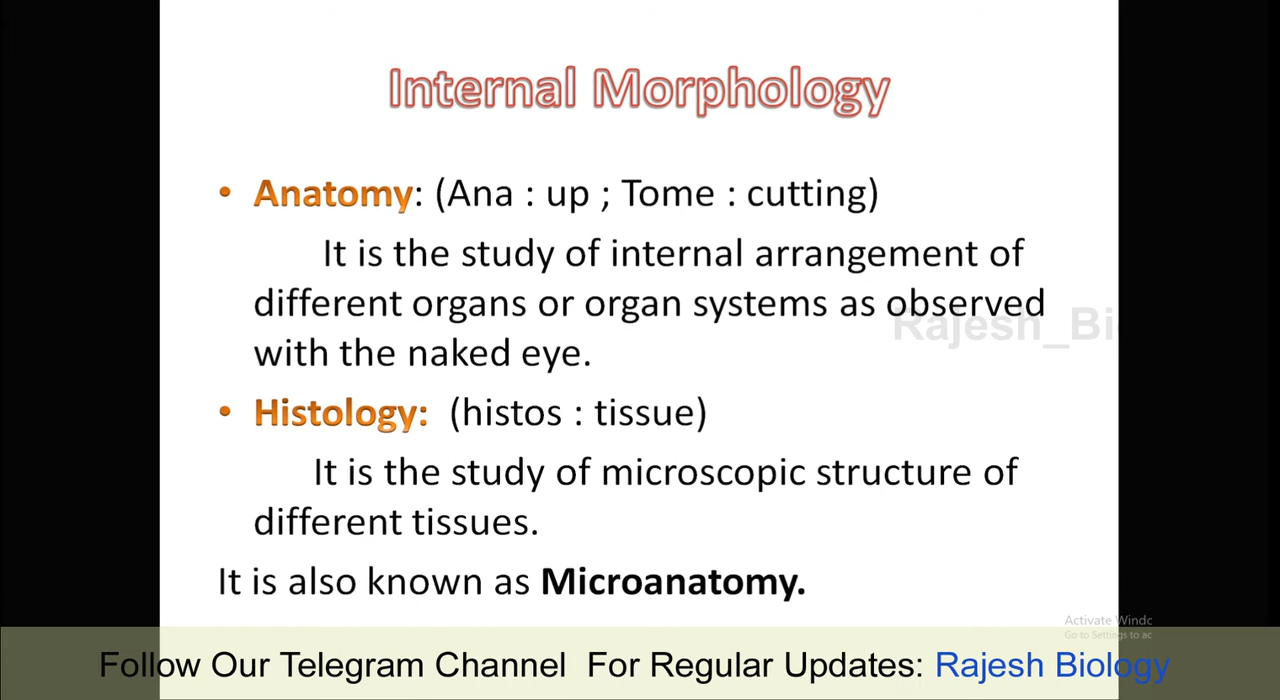 Internal Morphology
• Anatomy: (Ana : up ; Tome : cutting)
It is the study of internal arrangement of
different organs or organ systems as observed
with the naked eye.
Rajesh_Bi
• Histology: (histos : tissue)
It is the study of microscopic structure of
different tissues.
It is also known as Microanatomy.
Activate Windc
Go to Settings to ac
Follow Our Telegram Channel For Regular Updates: Rajesh Biology